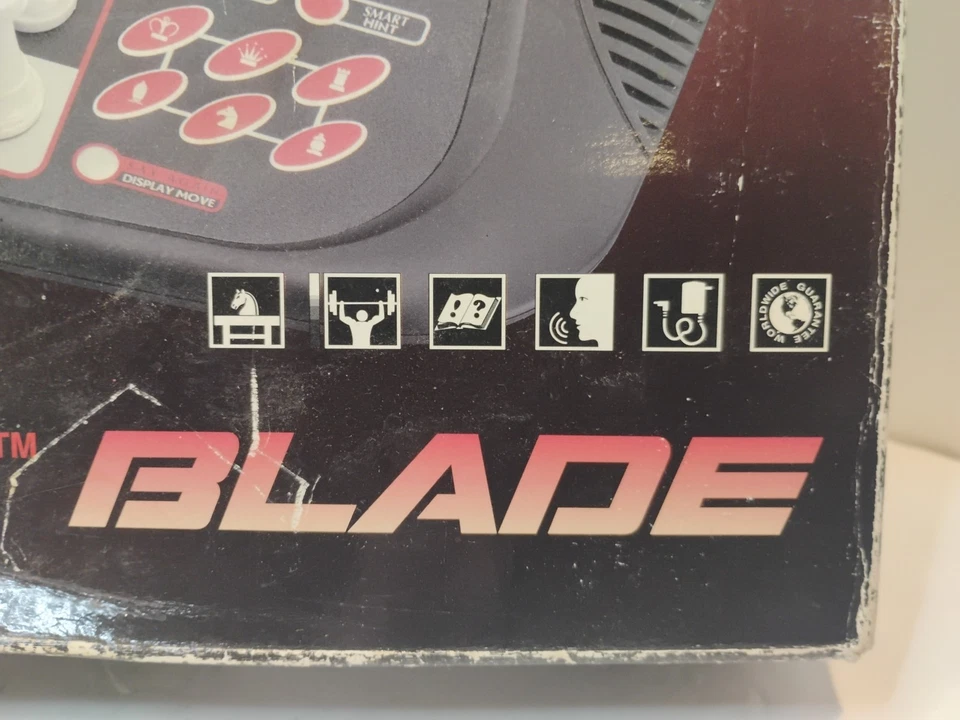 SMART
HINT
DISPLAY MOVE
WORLDWIDE GUARANTEE
TM
BLADE